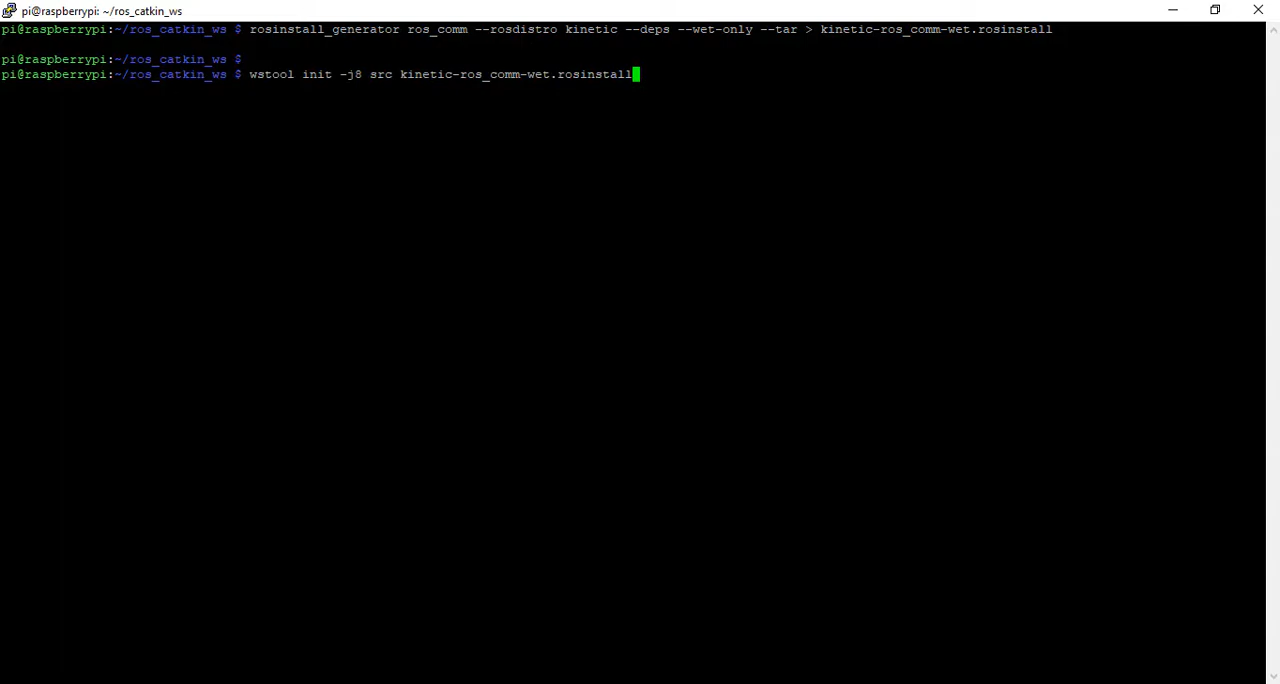 pi@raspberrypi: ~/ros_catkin_ws
pi@raspberrypi:~/ros_catkin_ws $ rosinstall_generator ros_comm --rosdistro kinetic --deps --wet-only --tar > kinetic-ros_comm-wet.rosinstall
pi@raspberrypi:~/ros_catkin_ws $
pi@raspberrypi:~/ros_catkin_ws $ wstool init -j8 src kinetic-ros_comm-wet.rosinstall